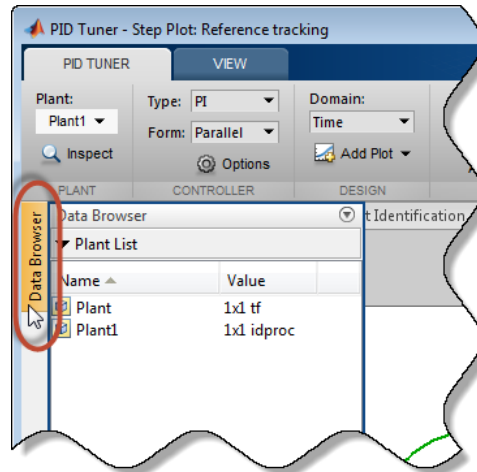 PID Tuner - Step Plot: Reference tracking
PID TUNER
VIEW
Plant:
Plant1
Inspect
PLANT
Type: PI
Form: Parallel
Options
CONTROLLER
Domain:
Time
Add Plot
DESIGN
Data Browser
Data Browser
t Identification
Plant List
Name Value
Plant 1x1 tf
Plant1 1x1 idproc